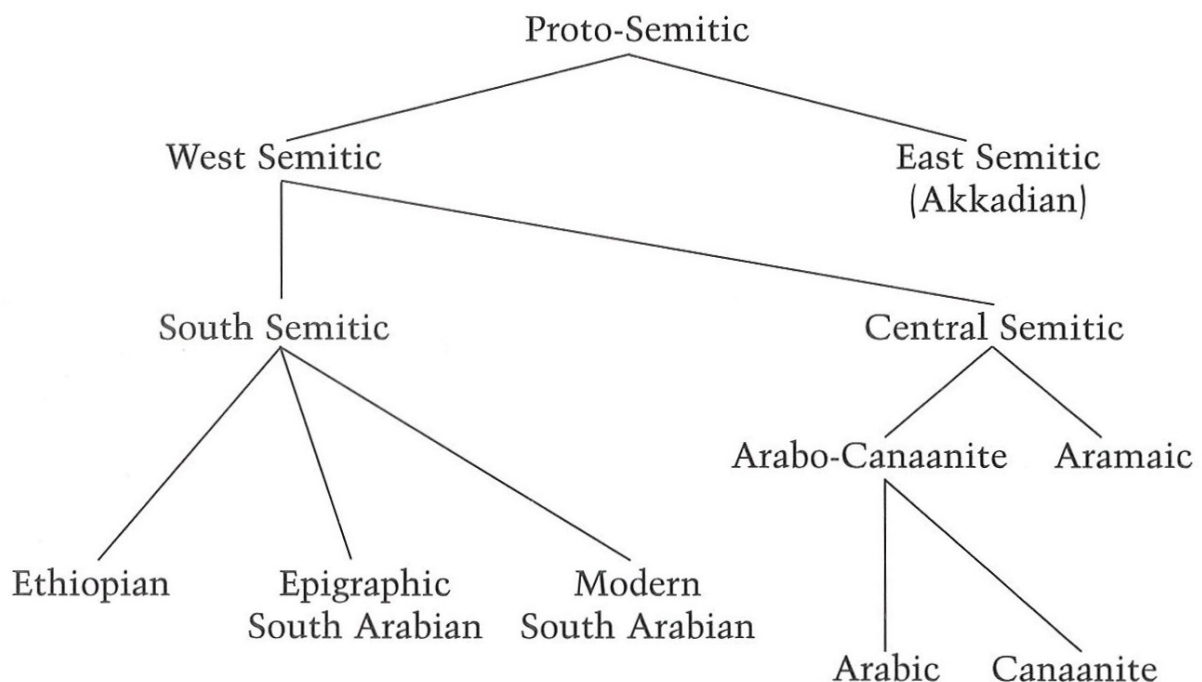 Proto-Semitic
West Semitic
East Semitic
(Akkadian)
South Semitic
Central Semitic
Arabo-Canaanite
Aramaic
Ethiopian
Epigraphic
South Arabian
Modern
South Arabian
Arabic
Canaanite